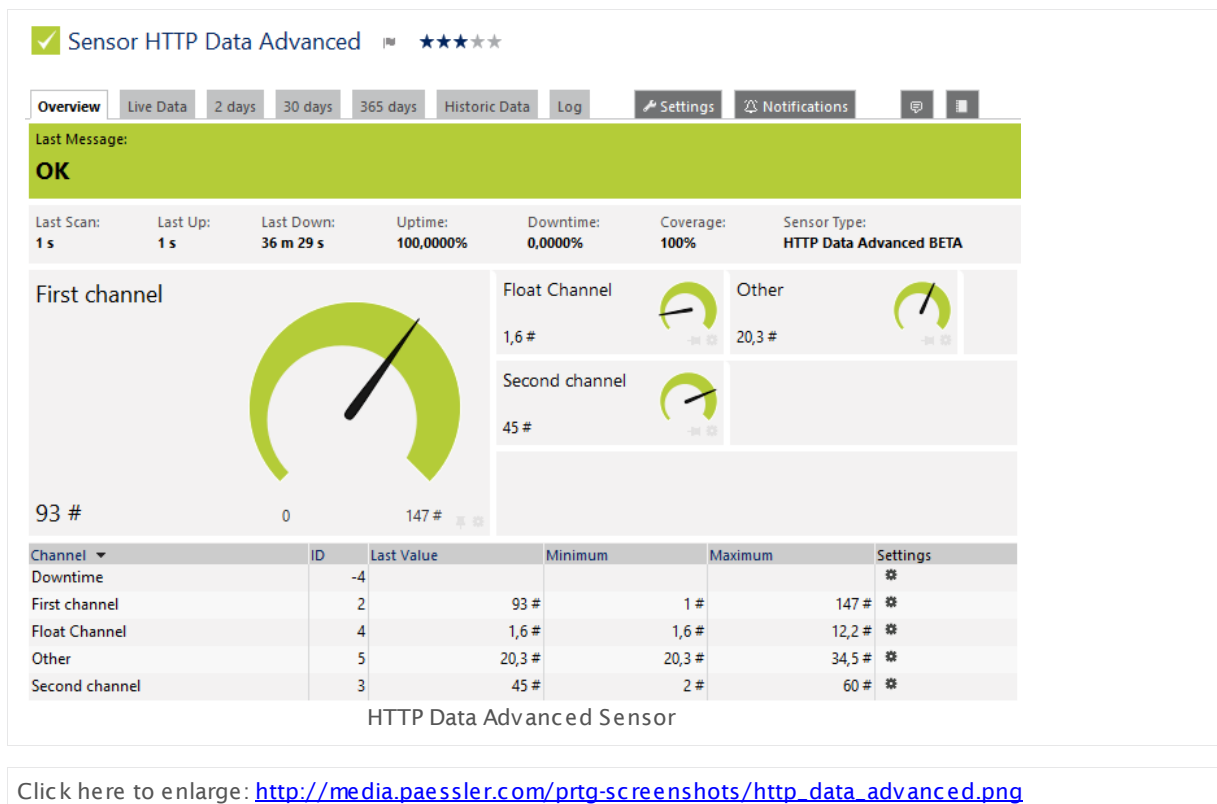 Sensor HTTP Data Advanced
Overview Live Data 2 days 30 days 365 days Historic Data Log Settings Notifications
Last Message:
OK
Last Scan: Last Up: Last Down: Uptime: Downtime: Coverage: Sensor Type:
1 s 1 s 36 m 29 s 100,0000% 0,0000% 100% HTTP Data Advanced BETA
First channel
93 #
0 147 #
Float Channel
1,6 #
Other
20,3 #
Second channel
45 #
Channel ID Last Value Minimum Maximum Settings
Downtime -4
First channel 2 93 # 1 # 147 #
Float Channel 4 1,6 # 1,6 # 12,2 #
Other 5 20,3 # 20,3 # 34,5 #
Second channel 3 45 # 2 # 60 #
HTTP Data Advanced Sensor
Click here to enlarge: http://media.paessler.com/prtg-screenshots/http_data_advanced.png